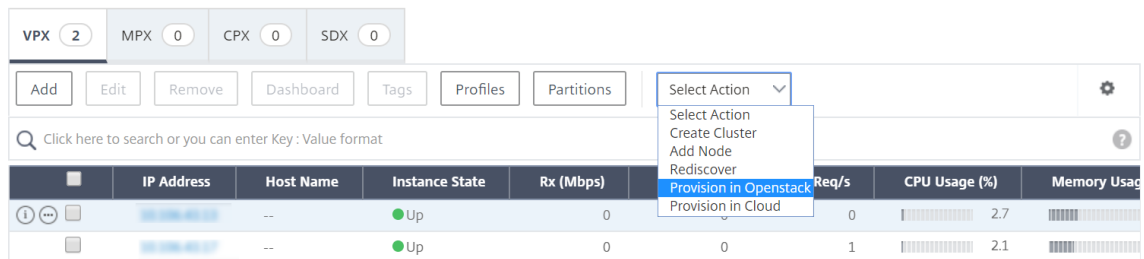 VPX 2 MPX 0 CPX 0 SDX 0
Add Edit Remove Dashboard Tags Profiles Partitions Select Action
Select Action
Click here to search or you can enter Key : Value format ?
Create Cluster
Add Node
Rediscover
Provision in Openstack
Provision in Cloud
IP Address Host Name Instance State Rx (Mbps) Req/s CPU Usage (%) Memory Usag
-- Up 0 0 0 2.7
-- Up 0 0 1 2.1